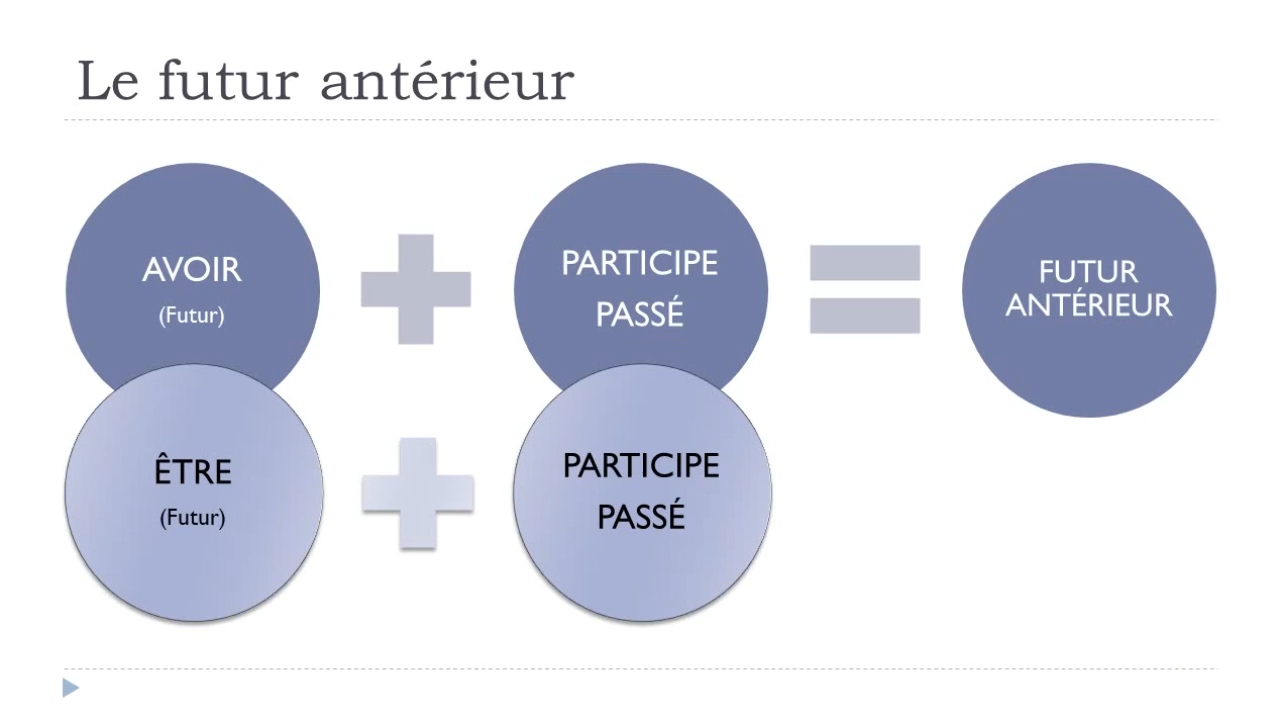 Le futur antérieur
AVOIR
(Futur)
PARTICIPE
PASSÉ
FUTUR
ANTÉRIEUR
ÊTRE
(Futur)
PARTICIPE
PASSÉ